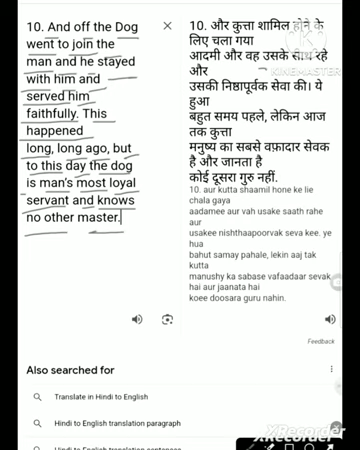 10. And off the Dog
went to join the
man and he stayed
with him and
served him
faithfully. This
happened
long, long ago, but
to this day the dog
is man's most loyal
servant and knows
no other master.
10. और कुत्ता शामिल होने के
लिए चला गया
आदमी और वह उसके साथ रहे
और
उसकी निष्ठापूर्वक सेवा की। ये
हुआ
बहुत समय पहले, लेकिन आज
तक कुत्ता
मनुष्य का सबसे वफ़ादार सेवक
है और जानता है
कोई दूसरा गुरु नहीं.
10. aur kutta shaamil hone ke lie
chala gaya
aadamee aur vah usake saath rahe
aur
usakee nishthaapoorvak seva kee. ye
hua
bahut samay pahale, lekin aaj tak
kutta
manushy ka sabase vafaadaar sevak
hai aur jaanata hai
koee doosara guru nahin.
KINEMASTER
Feedback
Also searched for
Translate in Hindi to English
Hindi to English translation paragraph
Hindi to English translation sentences
XRecorder